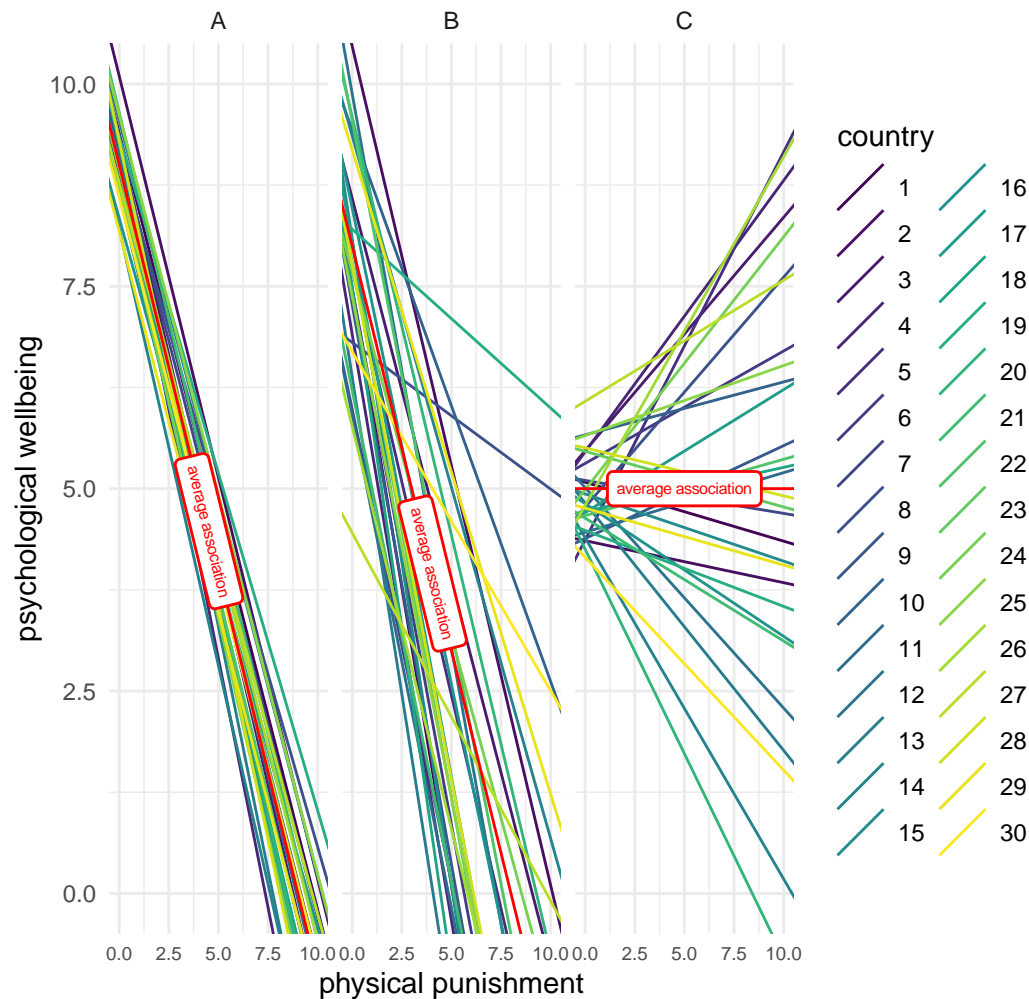 A B C
10.0
7.5
5.0
2.5
0.0
psychological wellbeing
average association
average association
average association
0.0 2.5 5.0 7.5 10.0 0.0 2.5 5.0 7.5 10.0 0.0 2.5 5.0 7.5 10.0
physical punishment
country
1 16
2 17
3 18
4 19
5 20
6 21
7 22
8 23
9 24
10 25
11 26
12 27
13 28
14 29
15 30